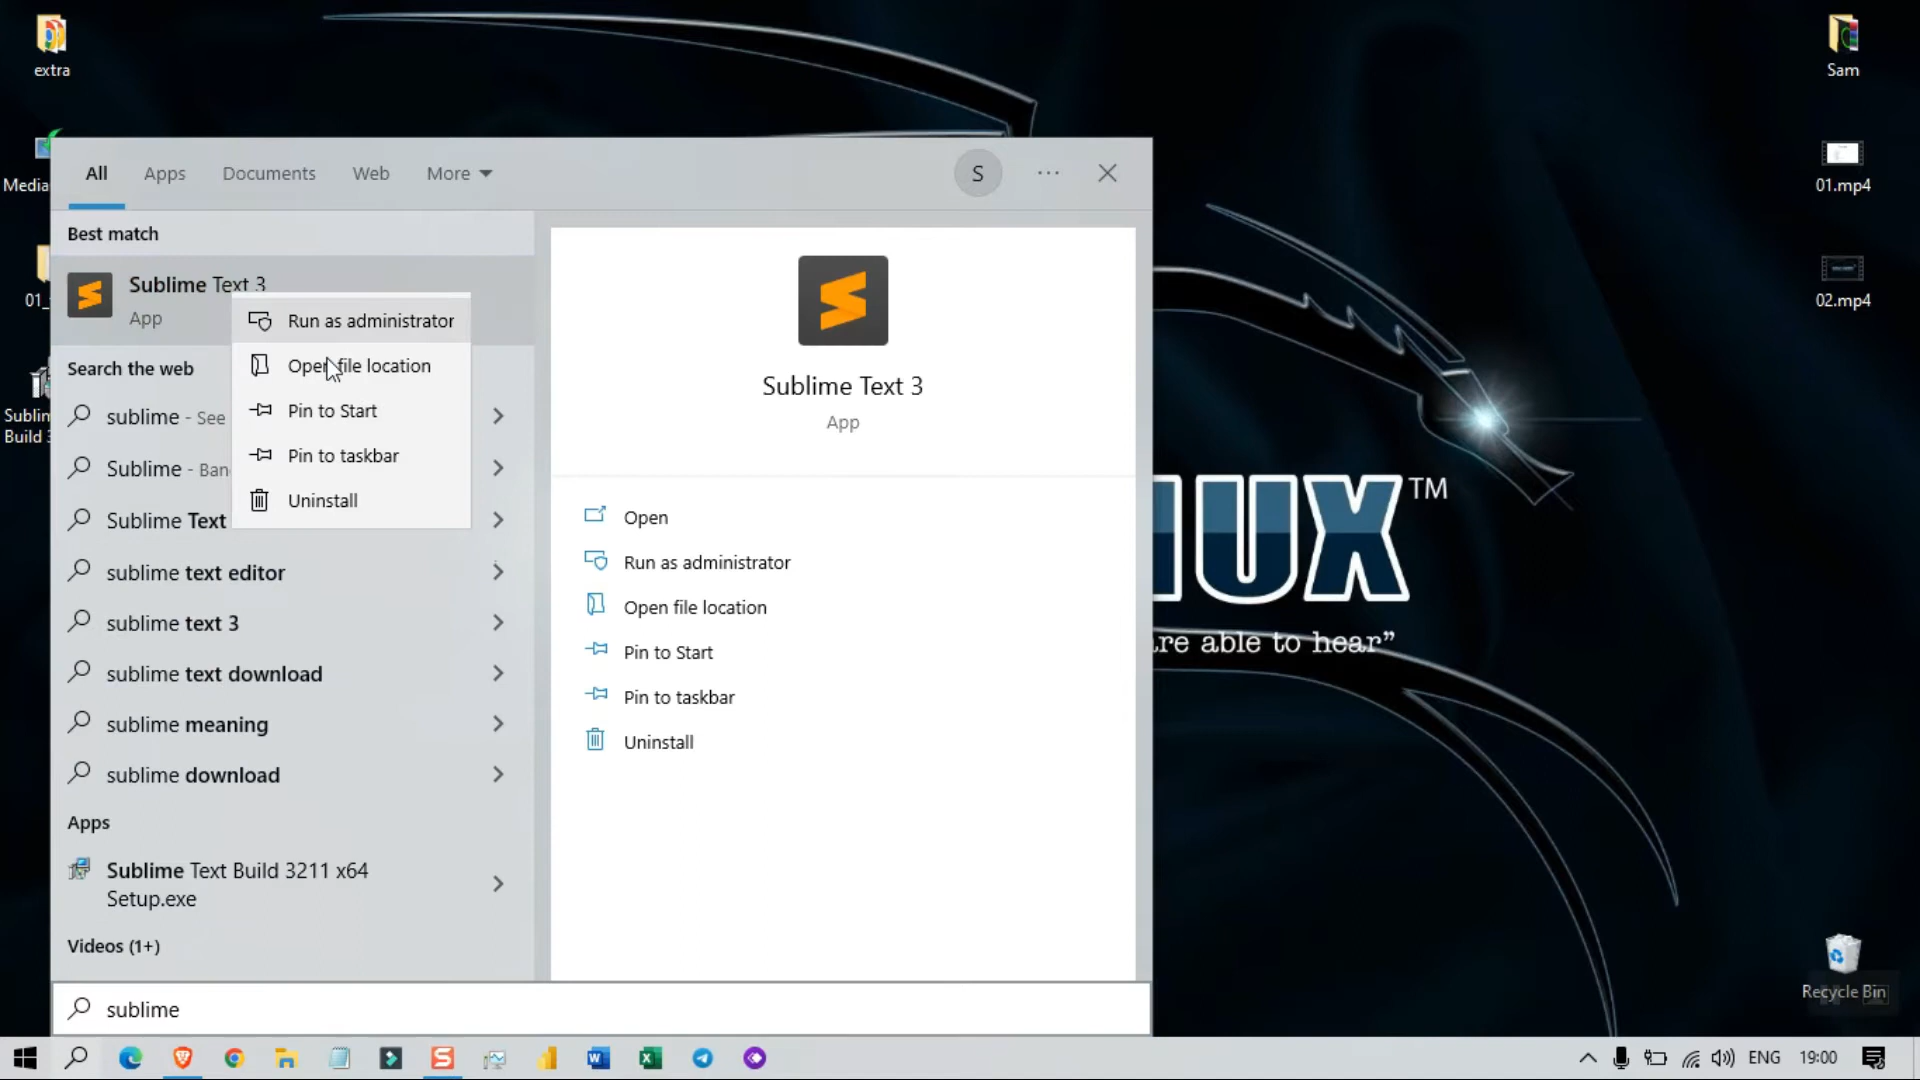 extra
Sam
Media
01.mp4
All
Apps
Documents
Web
More
S
Best match
Sublime Text 3
App
Run as administrator
Open file location
Pin to Start
Pin to taskbar
Uninstall
Search the web
sublime - See
Sublime - Ban
Sublime Text
sublime text editor
sublime text 3
sublime text download
sublime meaning
sublime download
Apps
Sublime Text Build 3211 x64
Setup.exe
Videos (1+)
sublime
Sublime Text 3
App
Open
Run as administrator
Open file location
Pin to Start
Pin to taskbar
Uninstall
01_
Sublim
Build 3
02.mp4
UX™
are able to hear”
Recycle Bin
ENG
19:00